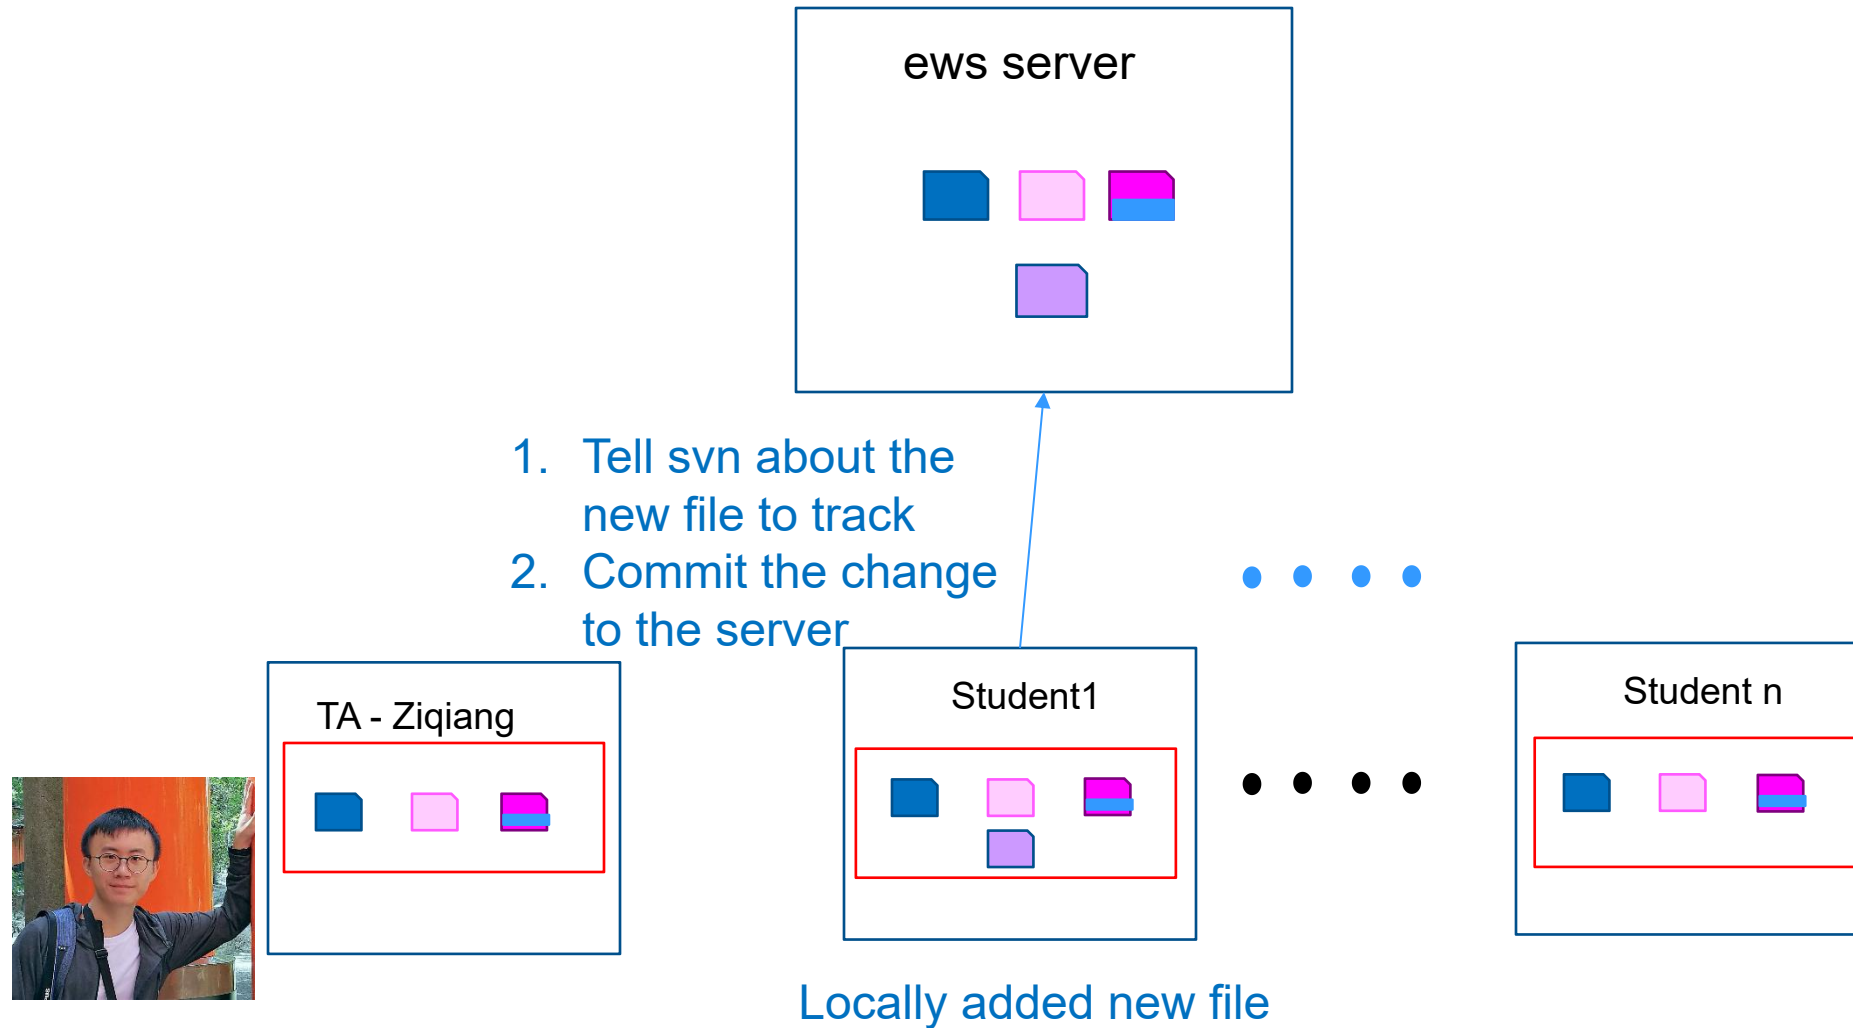 ews server
1. Tell svn about the
new file to track
2. Commit the change
to the server
TA - Ziqiang
Student1
Student n
Locally added new file